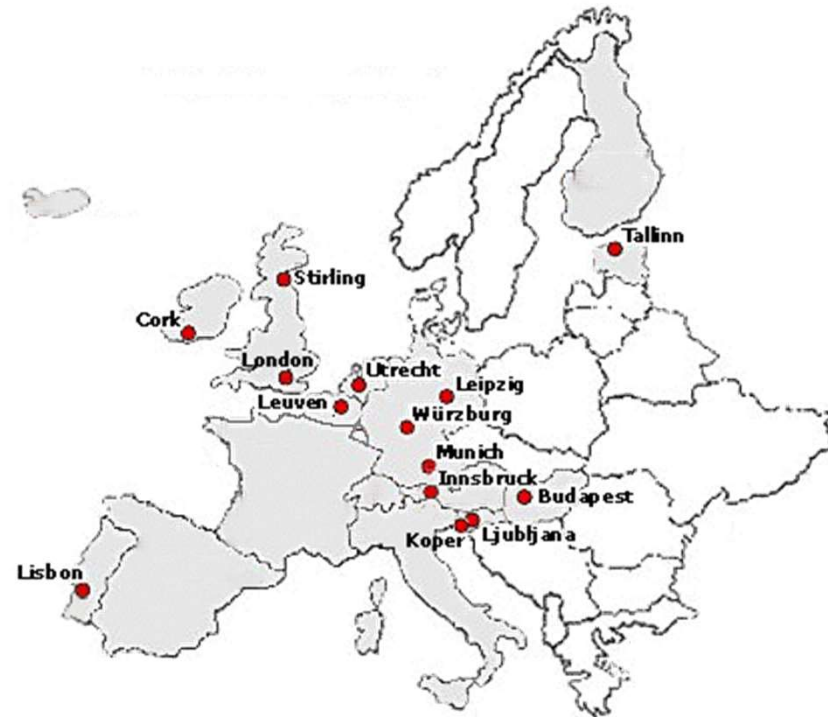 Tallinn
Stirling
Cork
London
Utrecht
Leipzig
Leuven
Würzburg
Munich
Innsbruck
Budapest
Koper
Ljubljana
Lisbon